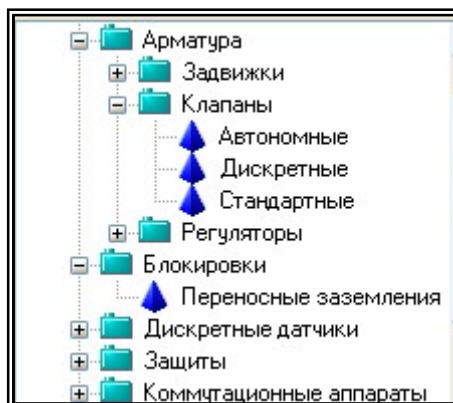 Арматура
Задвижки
Клапаны
Автономные
Дискретные
Стандартные
Регуляторы
Блокировки
Переносные заземления
Дискретные датчики
Защиты
Коммутационные аппараты